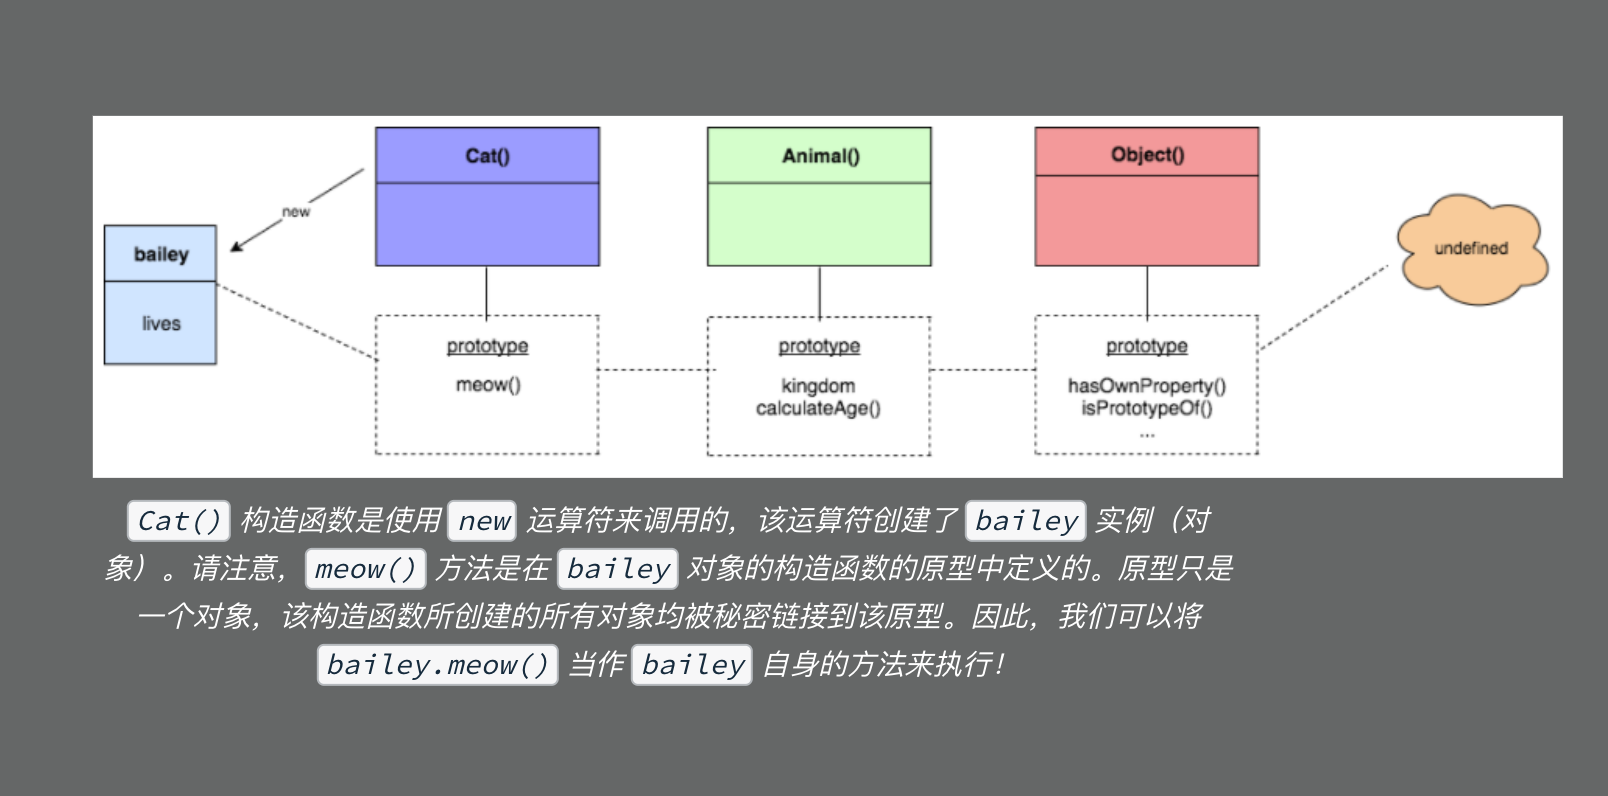 Cat()
Animal()
Object()
new
undefined
bailey
lives
prototype
meow()
prototype
kingdom
calculateAge()
prototype
hasOwnProperty()
isPrototypeOf()
...
Cat() 构造函数是使用 new 运算符来调用的，该运算符创建了 bailey 实例（对
象）。请注意， meow() 方法是在 bailey 对象的构造函数的原型中定义的。原型只是
一个对象，该构造函数所创建的所有对象均被秘密链接到该原型。因此，我们可以将
bailey.meow() 当作 bailey 自身的方法来执行！